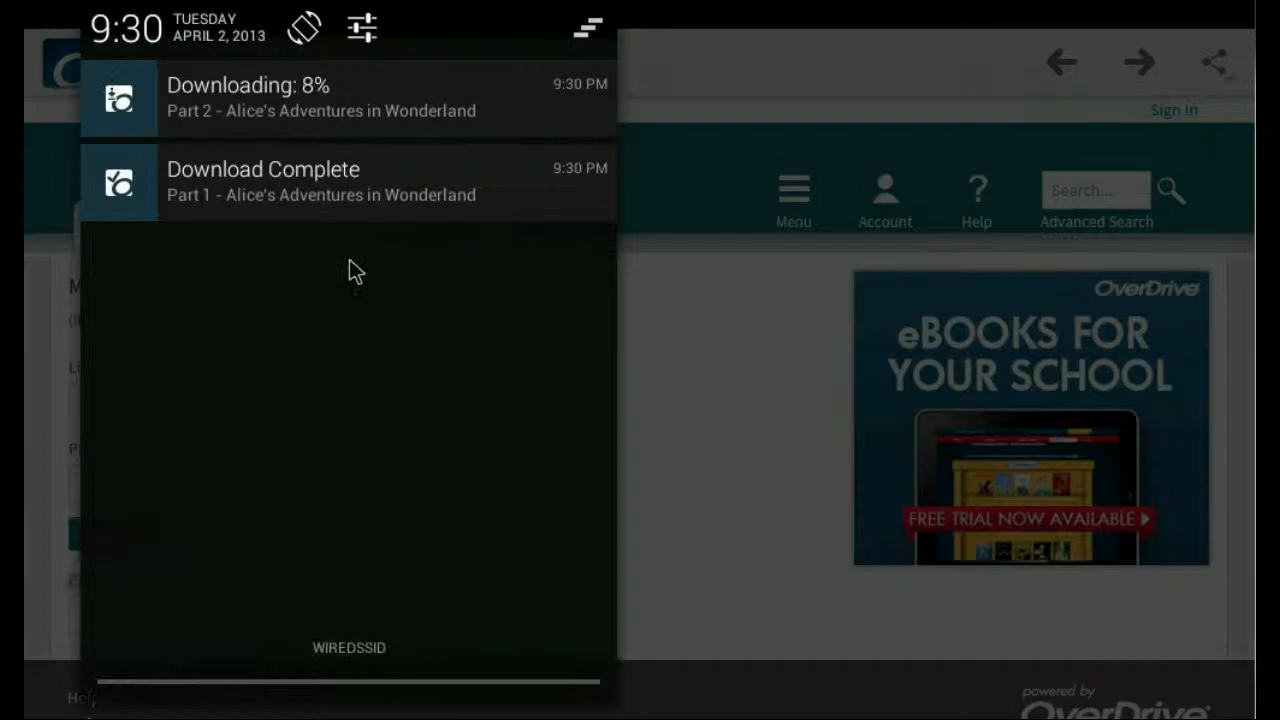 9:30
TUESDAY
APRIL 2, 2013
Downloading: 8%
9:30 PM
Part 2 - Alice's Adventures in Wonderland
Download Complete
9:30 PM
Part 1 - Alice's Adventures in Wonderland
WIREDSSID
Sign In
Menu
Account
Help
Search...
Advanced Search
OverDrive
eBOOKS FOR
YOUR SCHOOL
FREE TRIAL NOW AVAILABLE
Help
powered by
OverDrive